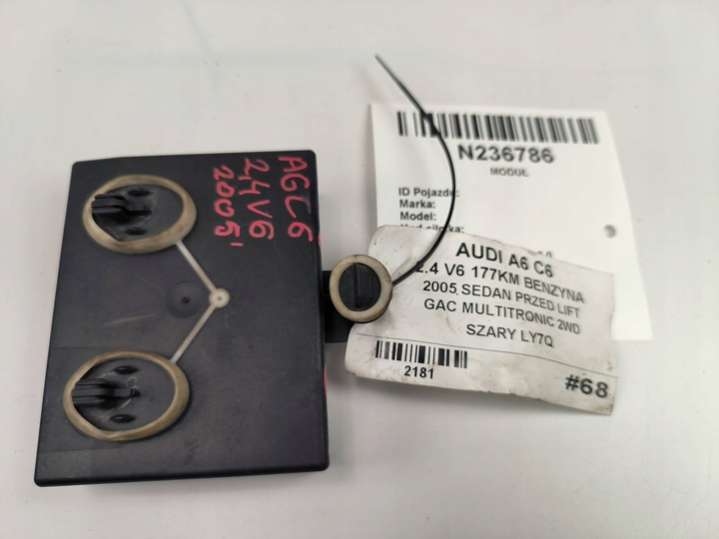 A6C6
2,4V6
2005'
N236786
MODUŁ
ID Pojazdu:
Marka:
Model:
AUDI A6 C6
2.4 V6 177KM BENZYNA
2005 SEDAN PRZED LIFT
GAC MULTITRONIC 2WD
SZARY LY7Q
2181
#68